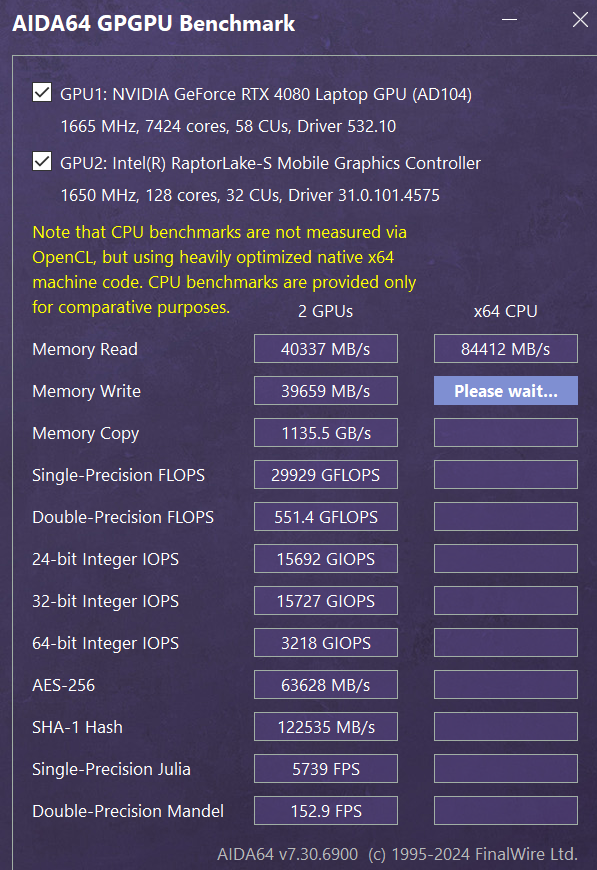 AIDA64 GPGPU Benchmark
GPU1: NVIDIA GeForce RTX 4080 Laptop GPU (AD104)
1665 MHz, 7424 cores, 58 CUs, Driver 532.10
GPU2: Intel(R) RaptorLake-S Mobile Graphics Controller
1650 MHz, 128 cores, 32 CUs, Driver 31.0.101.4575
Note that CPU benchmarks are not measured via
OpenCL, but using heavily optimized native x64
machine code. CPU benchmarks are provided only
for comparative purposes.
2 GPUs x64 CPU
Memory Read 40337 MB/s 84412 MB/s
Memory Write 39659 MB/s Please wait...
Memory Copy 1135.5 GB/s
Single-Precision FLOPS 29929 GFLOPS
Double-Precision FLOPS 551.4 GFLOPS
24-bit Integer IOPS 15692 GIOPS
32-bit Integer IOPS 15727 GIOPS
64-bit Integer IOPS 3218 GIOPS
AES-256 63628 MB/s
SHA-1 Hash 122535 MB/s
Single-Precision Julia 5739 FPS
Double-Precision Mandel 152.9 FPS
AIDA64 v7.30.6900 (c) 1995-2024 FinalWire Ltd.